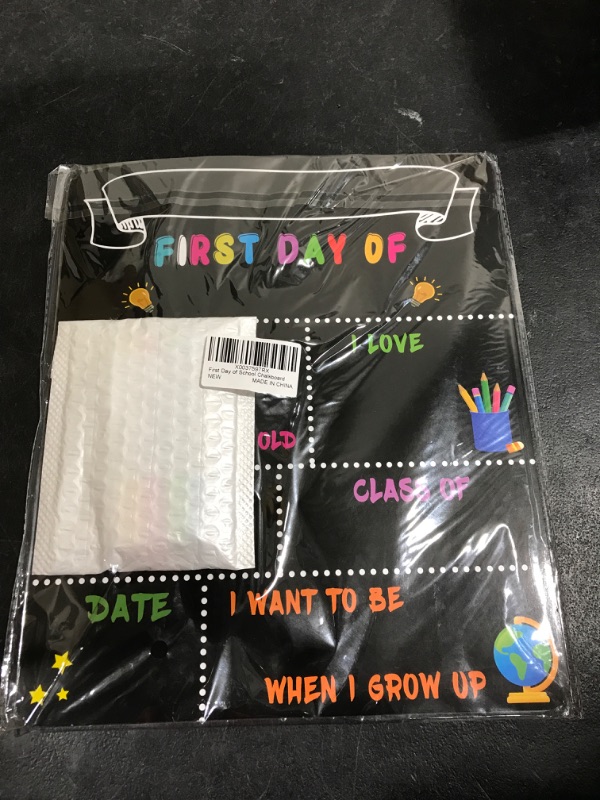 FIRST DAY OF
First Day of School Chalkboard
NEW
MADE IN CHINA
I LOVE
OLD
CLASS OF
DATE
I WANT TO BE
WHEN I GROW UP